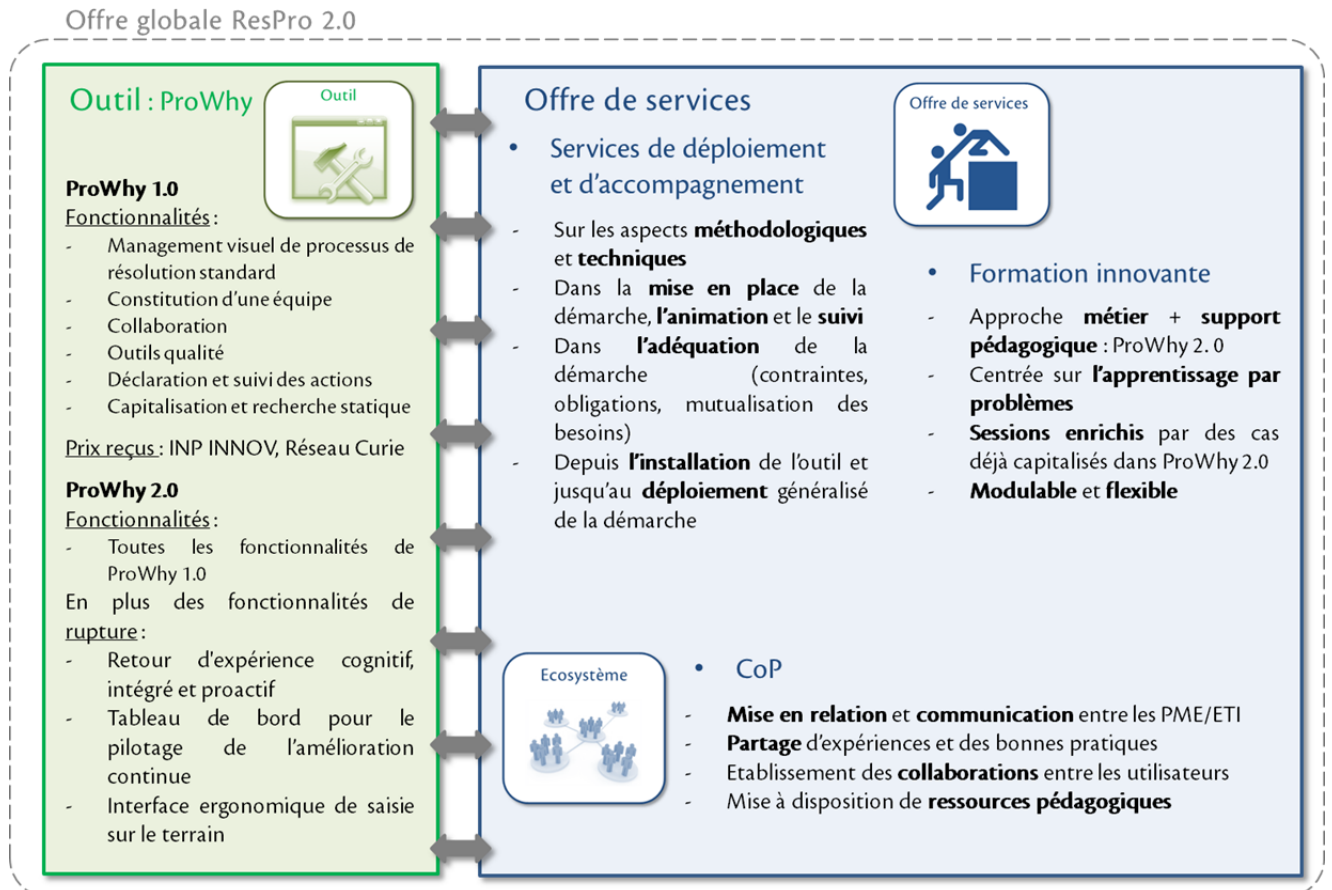 Offre globale ResPro 2.0
Outil : ProWhy
Outil
ProWhy 1.0
Fonctionnalités :
- Management visuel de processus de
résolution standard
- Constitution d'une équipe
- Collaboration
- Outils qualité
- Déclaration et suivi des actions
- Capitalisation et recherche statique
Prix reçus : INP INNOV, Réseau Curie
ProWhy 2.0
Fonctionnalités :
- Toutes les fonctionnalités de
ProWhy 1.0
En plus des fonctionnalités de
rupture :
- Retour d'expérience cognitif,
intégré et proactif
- Tableau de bord pour le
pilotage de l'amélioration
continue
- Interface ergonomique de saisie
sur le terrain
Offre de services
Offre de services
• Services de déploiement
et d'accompagnement
- Sur les aspects méthodologiques
et techniques
- Dans la mise en place de la
démarche, l'animation et le suivi
- Dans l'adéquation de la
démarche (contraintes,
obligations, mutualisation des
besoins)
- Depuis l'installation de l'outil et
jusqu'au déploiement généralisé
de la démarche
• Formation innovante
- Approche métier + support
pédagogique : ProWhy 2. 0
- Centrée sur l'apprentissage par
problèmes
- Sessions enrichis par des cas
déjà capitalisés dans ProWhy 2.0
- Modulable et flexible
Ecosystème
• CoP
- Mise en relation et communication entre les PME/ETI
- Partage d'expériences et des bonnes pratiques
- Etablissement des collaborations entre les utilisateurs
- Mise à disposition de ressources pédagogiques